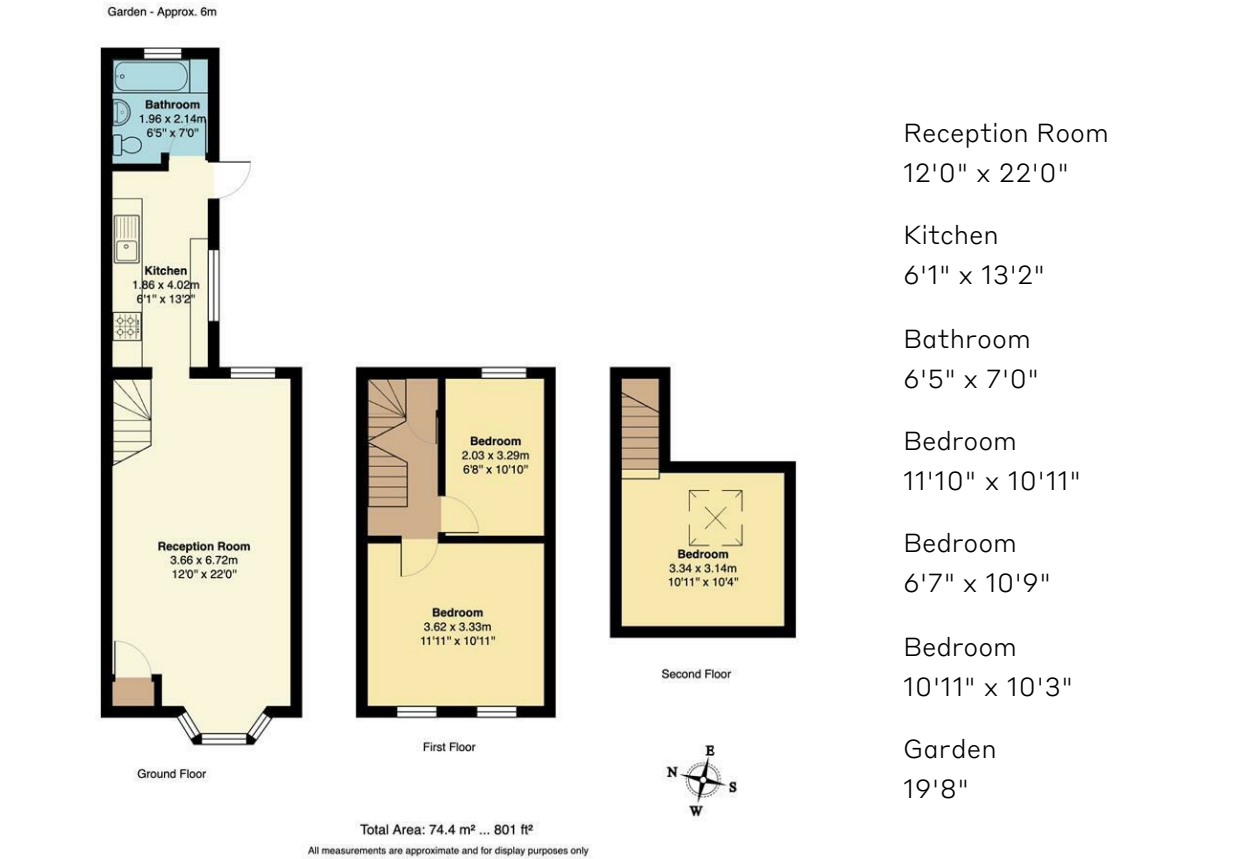 Garden - Approx. 6m
Bathroom
1.96 x 2.14m
6'5" x 7'0"
Kitchen
1.86 x 4.02m
6'1" x 13'2"
Reception Room
3.66 x 6.72m
12'0" x 22'0"
Ground Floor
Bedroom
2.03 x 3.29m
6'8" x 10'10"
Bedroom
3.62 x 3.33m
11'11" x 10'11"
First Floor
Bedroom
3.34 x 3.14m
10'11" x 10'4"
Second Floor
E
N
S
W
Total Area: 74.4 m² ... 801 ft²
All measurements are approximate and for display purposes only
Reception Room
12'0" x 22'0"
Kitchen
6'1" x 13'2"
Bathroom
6'5" x 7'0"
Bedroom
11'10" x 10'11"
Bedroom
6'7" x 10'9"
Bedroom
10'11" x 10'3"
Garden
19'8"